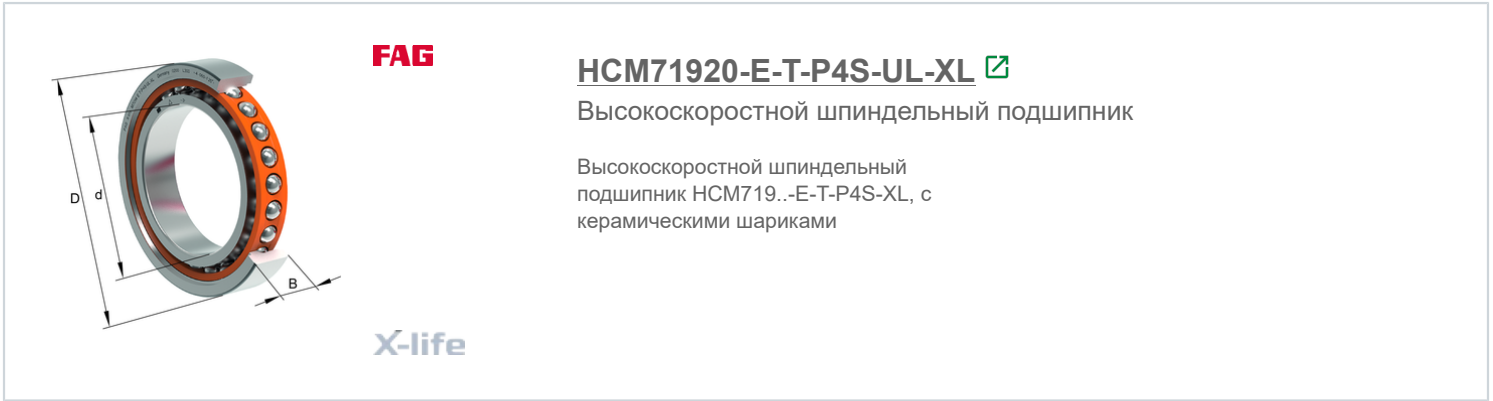 FAG
HCM71920-E-T-P4S-UL-XL
Высокоскоростной шпиндельный подшипник
Высокоскоростной шпиндельный
подшипник HCM719..-E-T-P4S-XL, с
керамическими шариками
D
d
B
X-life